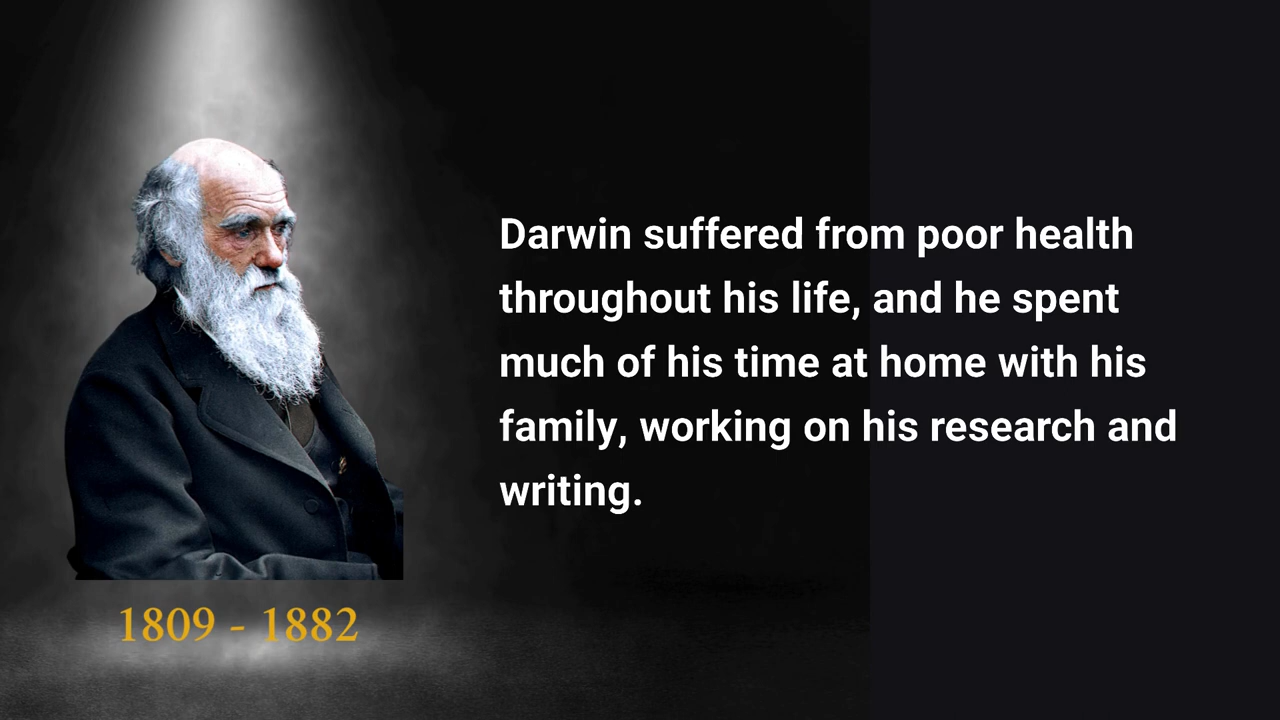 Darwin suffered from poor health
throughout his life, and he spent
much of his time at home with his
family, working on his research and
writing.
1809 - 1882